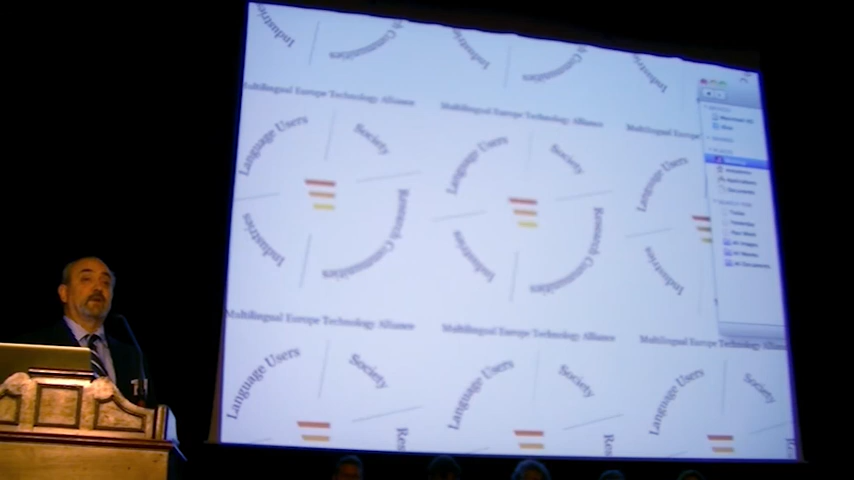 Industries
Research Communities
Industries
Industries
Multilingual Europe Technology Alliance
Multilingual Europe Technology Alliance
Multilingual Europe
Language Users
Society
Research Communities
Industries
Language Users
Society
Research Communities
Industries
Language Users
Industries
Multilingual Europe Technology Alliance
Multilingual Europe Technology Alliance
Multilingual Europe Technology Alliance
Language Users
Society
Res
Language Users
Society
Res
Language Users
Society